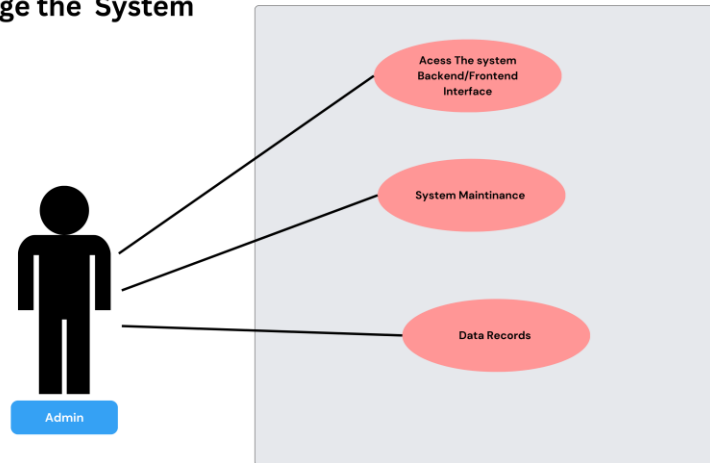 ge the System
Acess The system
Backend/Frontend
Interface
System Maintinance
Data Records
Admin